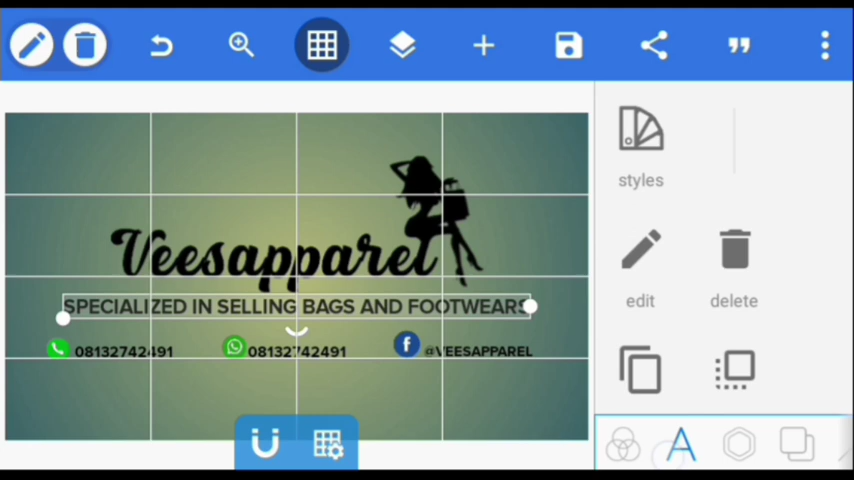 styles
Veesapparel
SPECIALIZED IN SELLING BAGS AND FOOTWEARS
edit
delete
08132742491
08132742491
f
@VEESAPPAREL
A